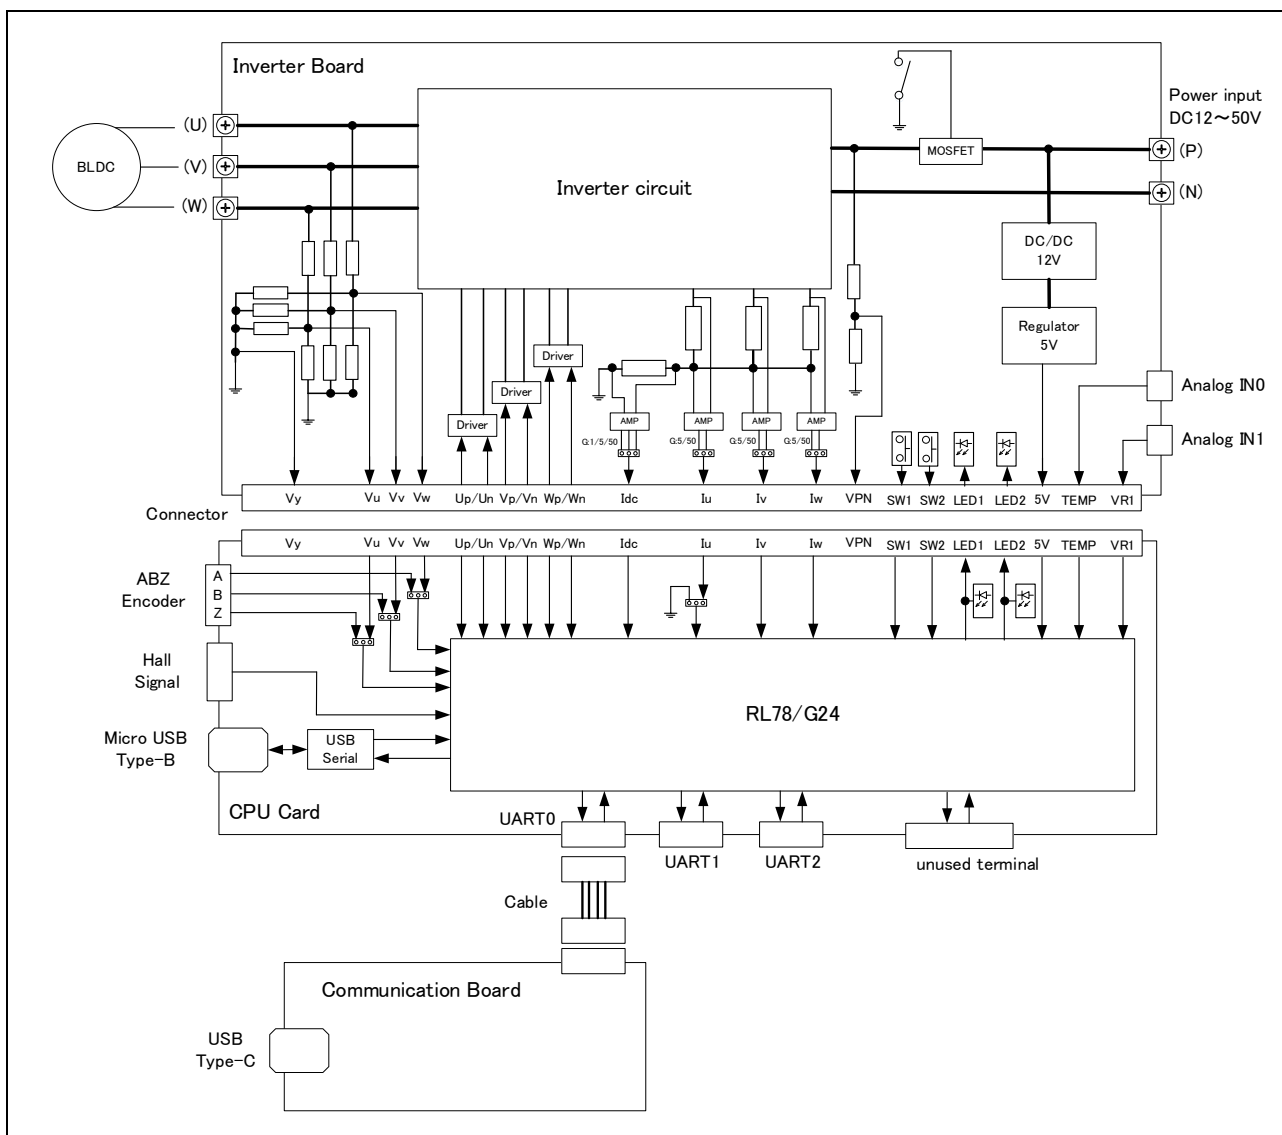 Inverter Board
Power input
DC12～50V
(U)
(V)
(W)
BLDC
Inverter circuit
MOSFET
(P)
(N)
DC/DC
12V
Regulator
5V
Driver
Driver
Driver
AMP
AMP
AMP
AMP
G:1/5/50
G:5/50
G:5/50
G:5/50
Analog IN0
Analog IN1
Vy
Vu
Vv
Vw
Up/Un
Vp/Vn
Wp/Wn
Idc
Iu
Iv
Iw
VPN
SW1
SW2
LED1
LED2
5V
TEMP
VR1
Connector
Vy
Vu
Vv
Vw
Up/Un
Vp/Vn
Wp/Wn
Idc
Iu
Iv
Iw
VPN
SW1
SW2
LED1
LED2
5V
TEMP
VR1
ABZ
Encoder
A
B
Z
Hall
Signal
RL78/G24
Micro USB
Type-B
USB
Serial
CPU Card
UART0
UART1
UART2
unused terminal
Cable
Communication Board
USB
Type-C